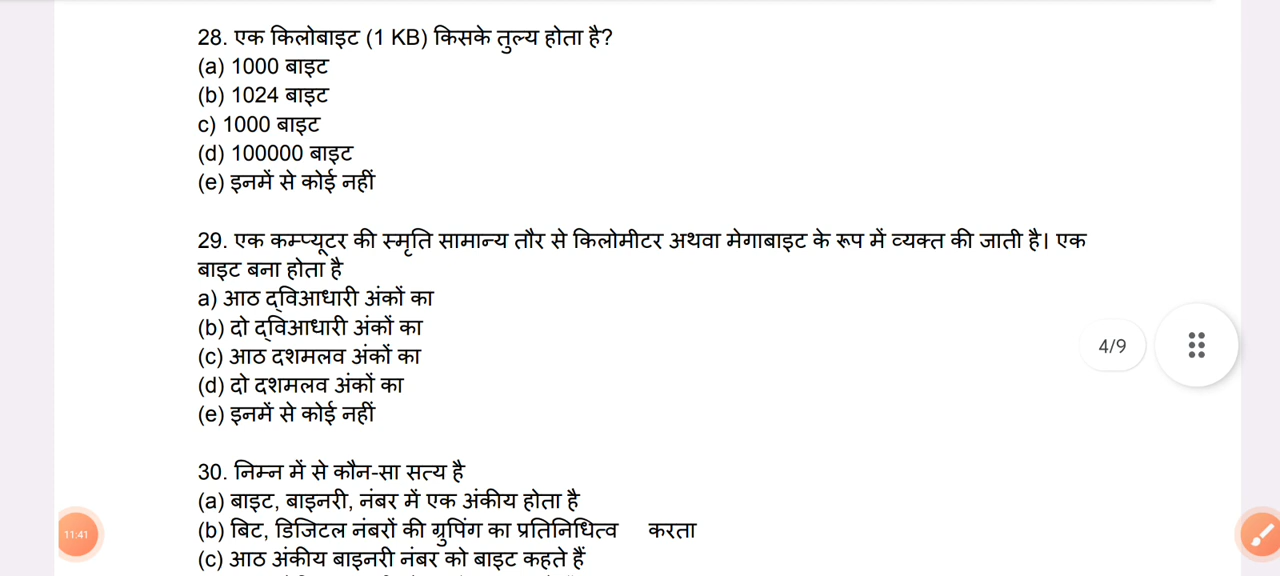 28. एक किलोबाइट (1 KB) किसके तुल्य होता है?
(a) 1000 बाइट
(b) 1024 बाइट
c) 1000 बाइट
(d) 100000 बाइट
(e) इनमें से कोई नहीं
29. एक कम्प्यूटर की स्मृति सामान्य तौर से किलोमीटर अथवा मेगाबाइट के रूप में व्यक्त की जाती है। एक
बाइट बना होता है
a) आठ द्विआधारी अंकों का
(b) दो द्विआधारी अंकों का
(c) आठ दशमलव अंकों का
4/9
(d) दो दशमलव अंकों का
(e) इनमें से कोई नहीं
30. निम्न में से कौन-सा सत्य है
(a) बाइट, बाइनरी, नंबर में एक अंकीय होता है
(b) बिट, डिजिटल नंबरों की ग्रुपिंग का प्रतिनिधित्व करता
11:41
(c) आठ अंकीय बाइनरी नंबर को बाइट कहते हैं